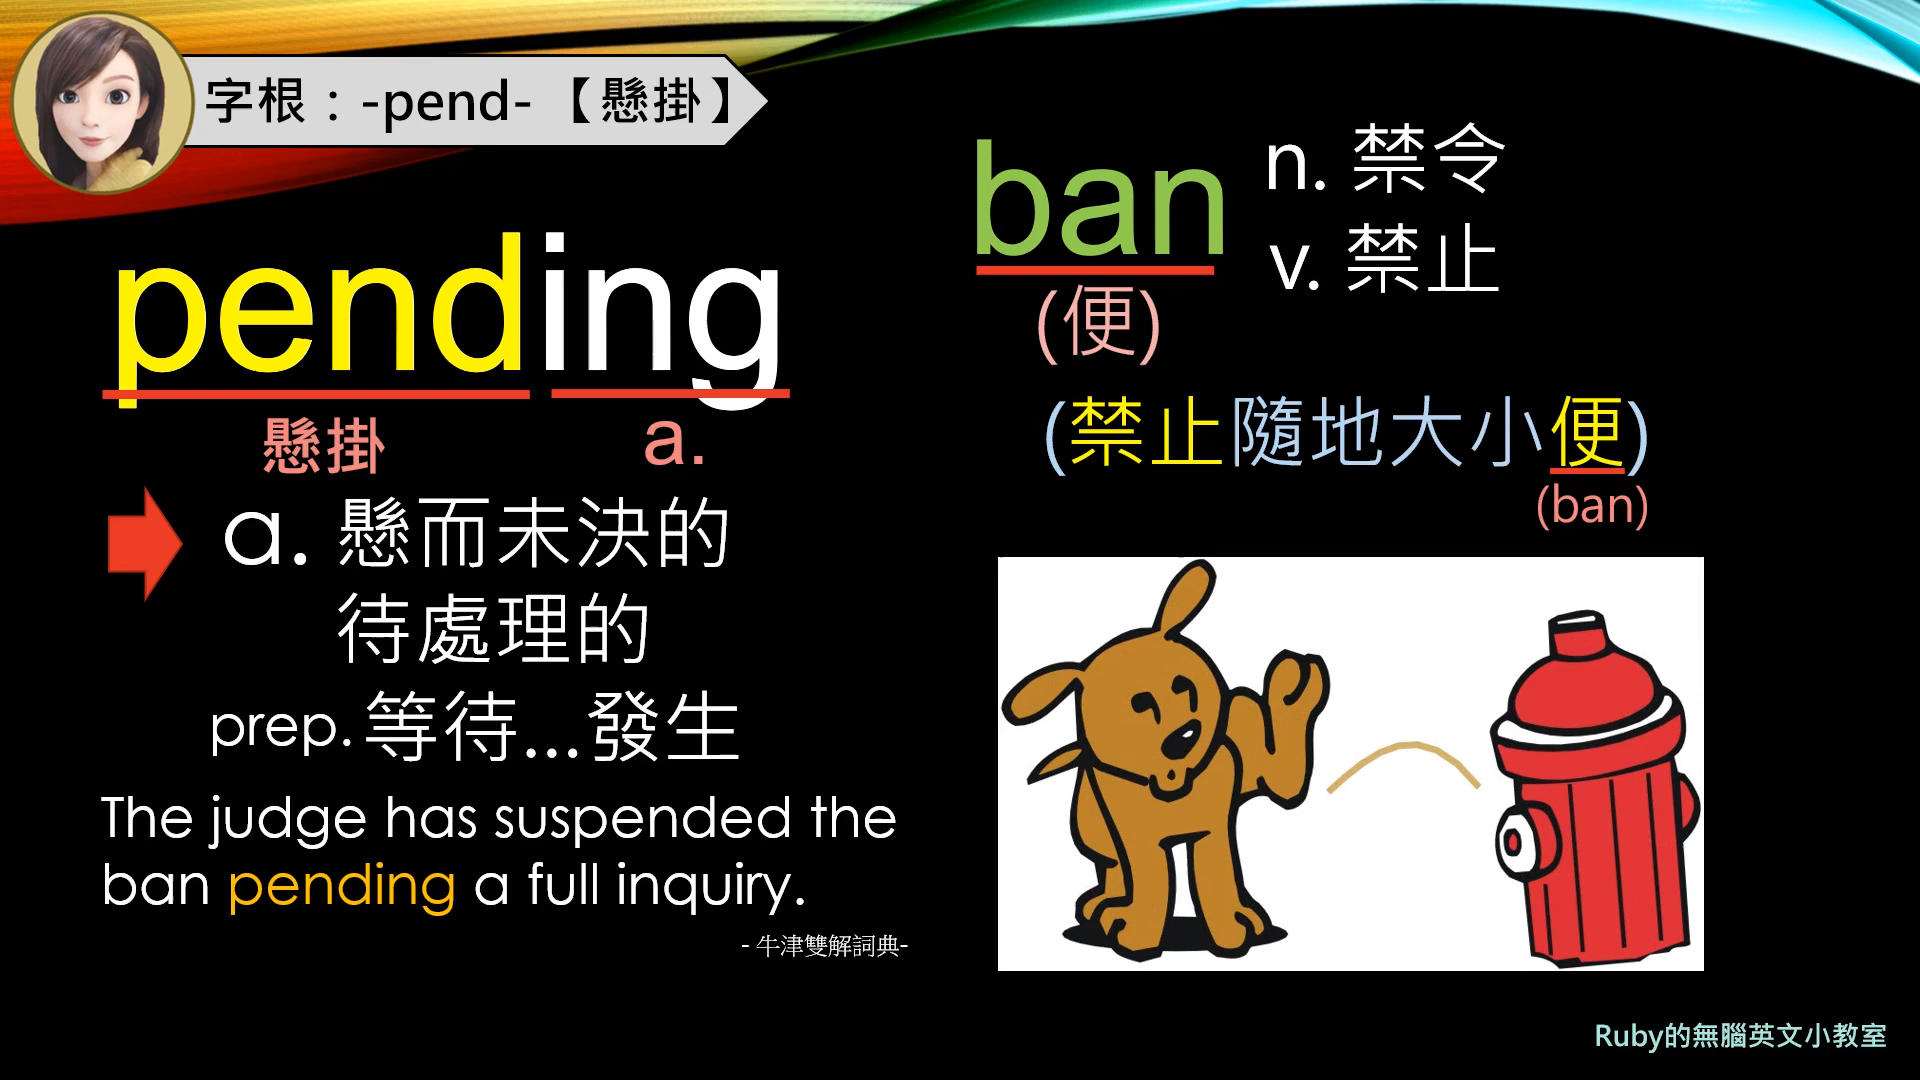 字根：-pend-【懸掛】
pending
懸掛 a.
a. 懸而未決的
待處理的
prep. 等待...發生
The judge has suspended the
ban pending a full inquiry.
- 牛津雙解詞典-
ban n. 禁令
v. 禁止
(便)
(禁止隨地大小便)
(ban)
Ruby的無腦英文小教室